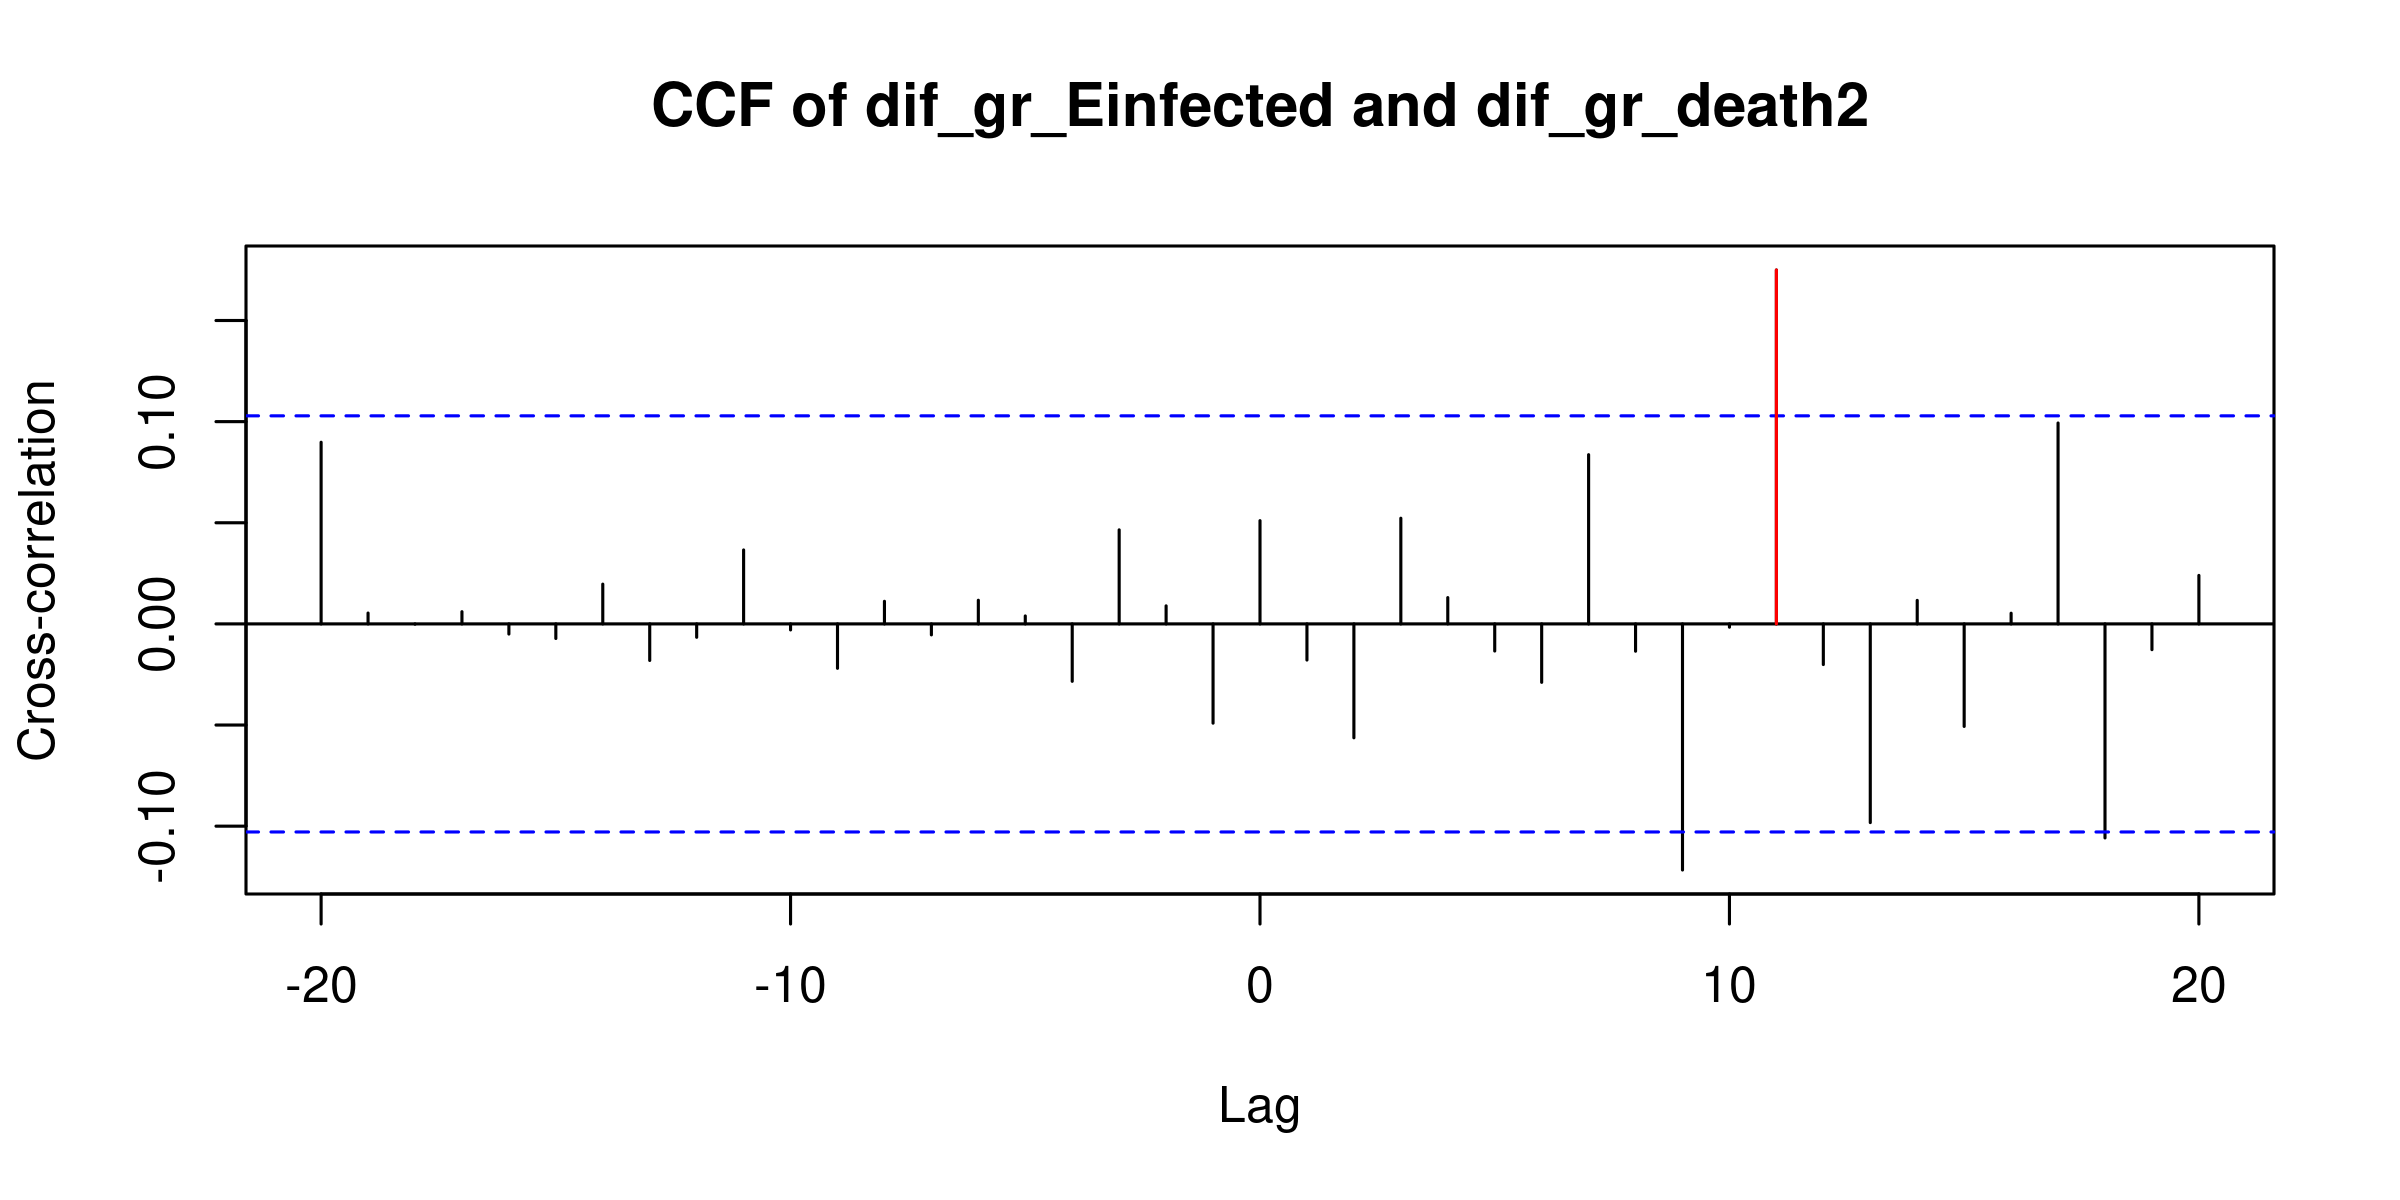 CCF of dif_gr_Einfected and dif_gr_death2
Cross-correlation
0.10
0.00
-0.10
-20 -10 0 10 20
Lag